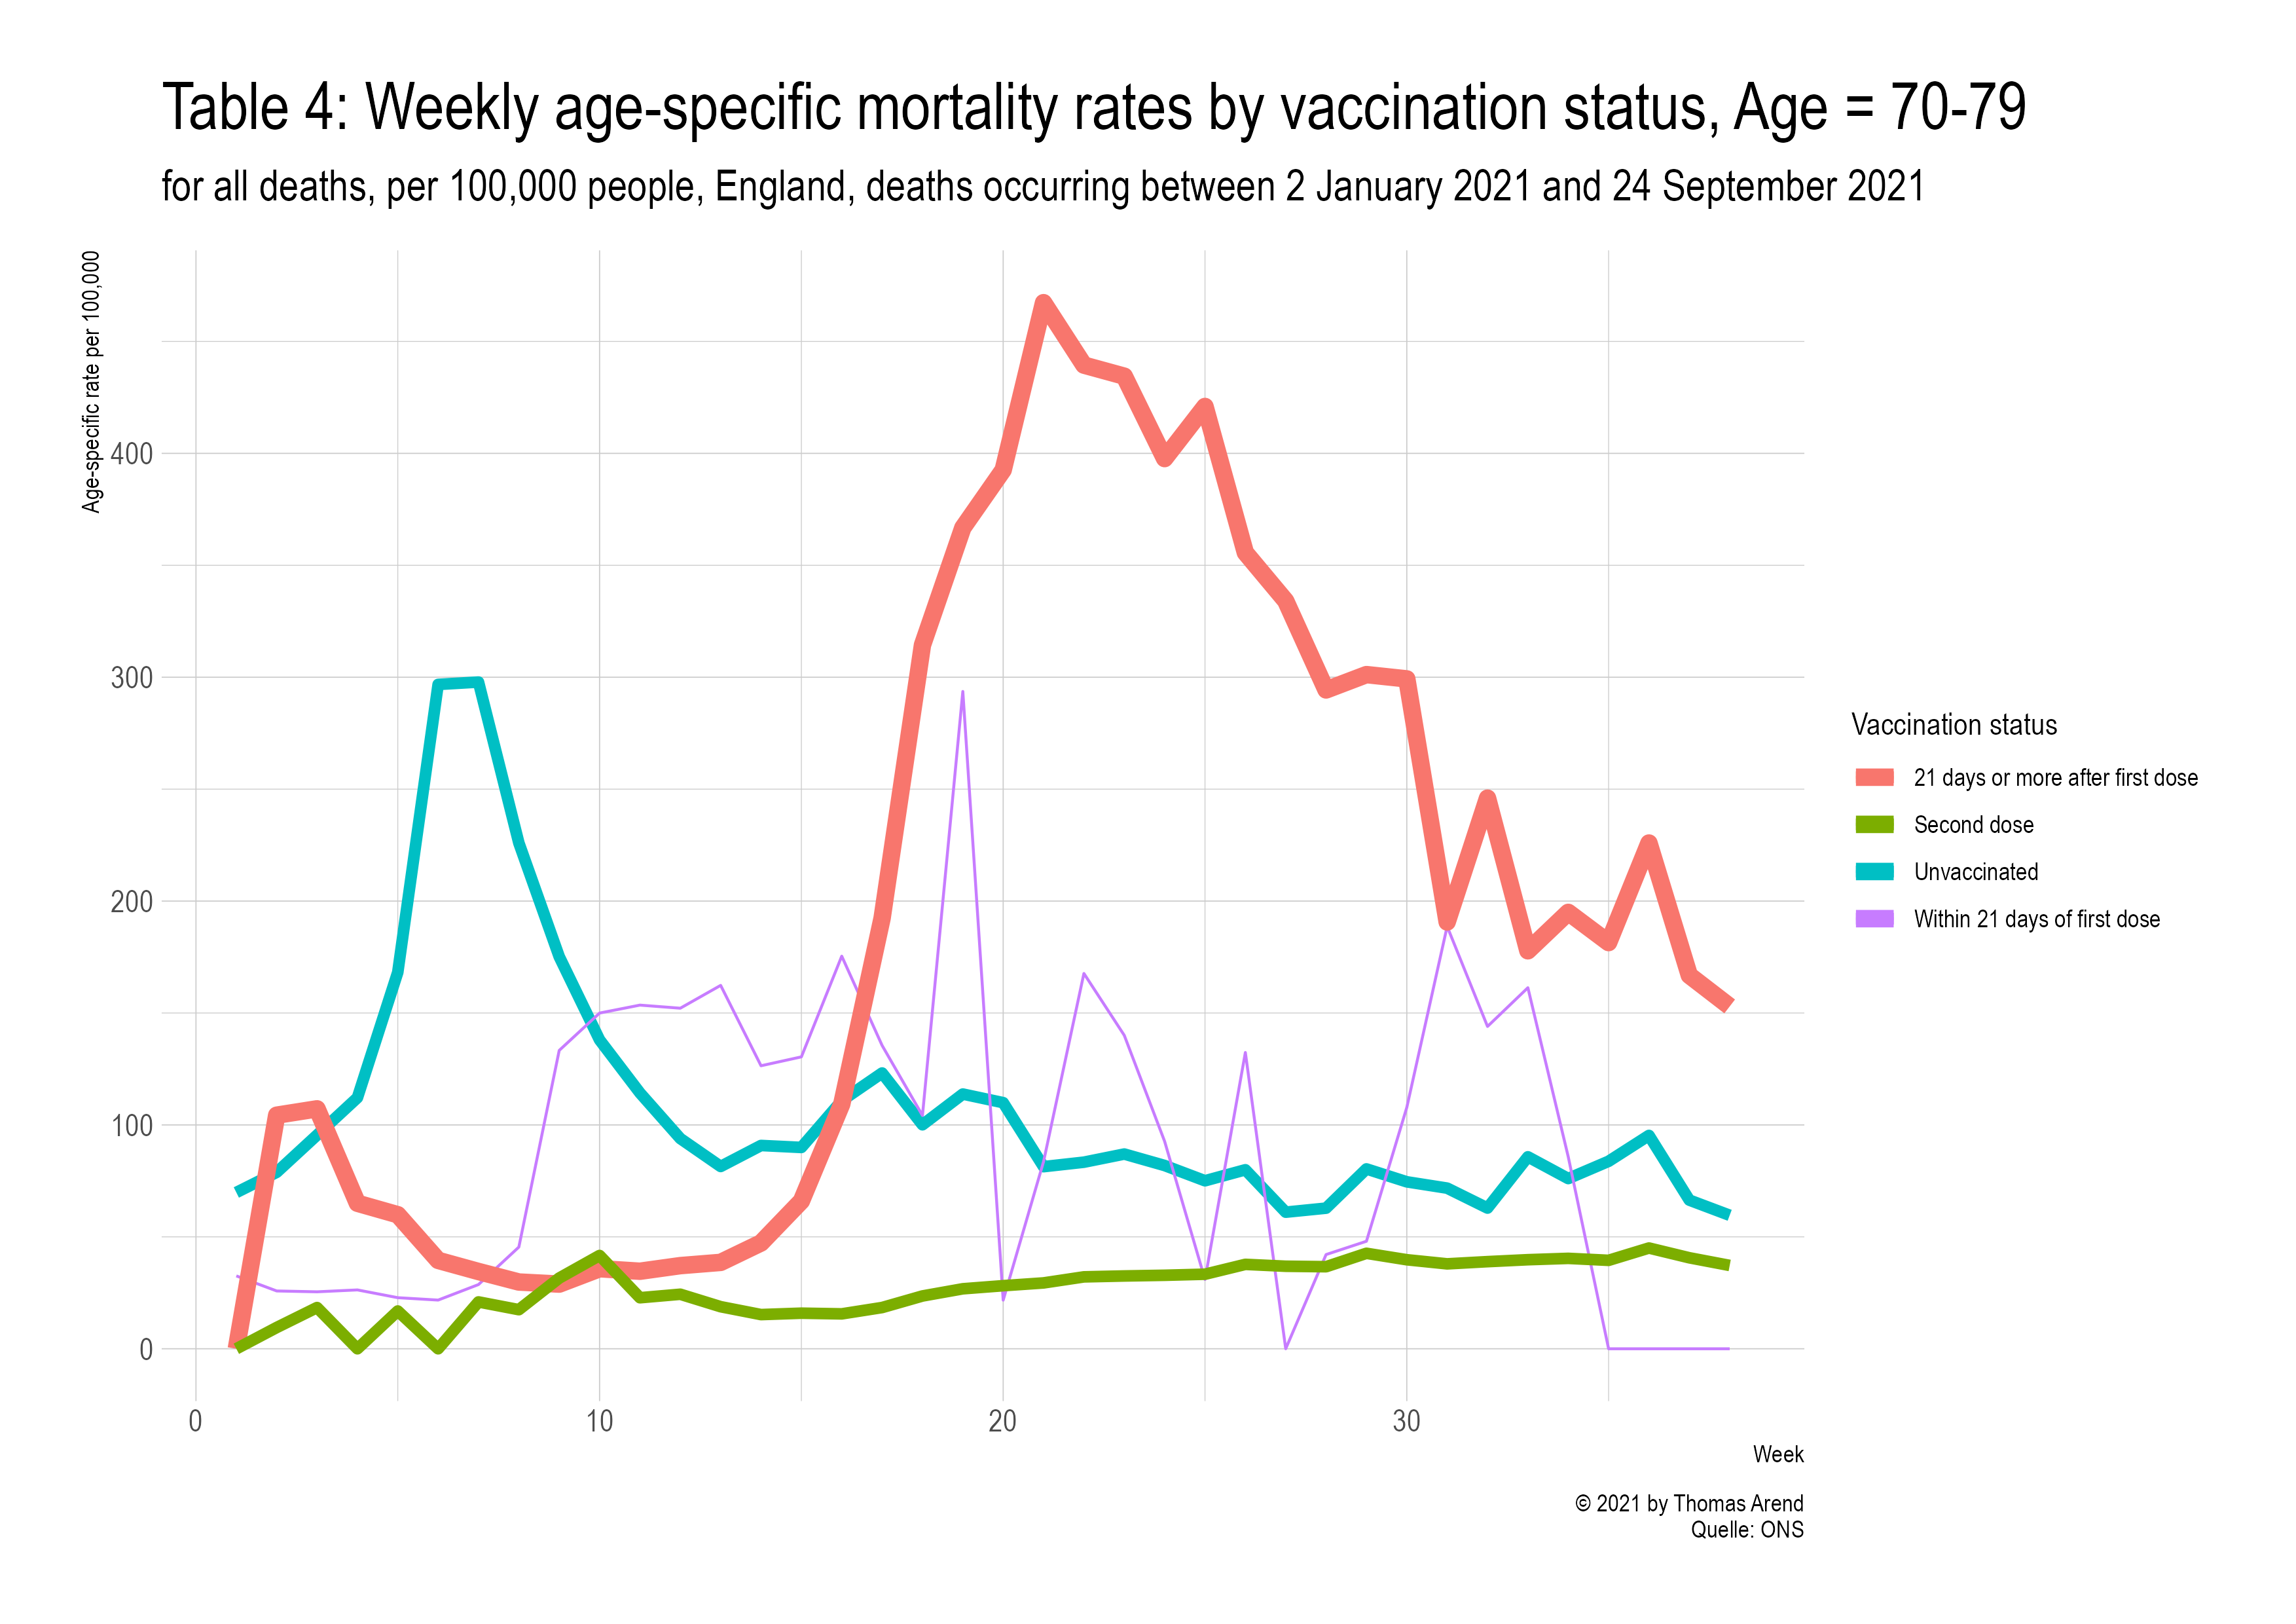 Table 4: Weekly age-specific mortality rates by vaccination status, Age = 70-79
for all deaths, per 100,000 people, England, deaths occurring between 2 January 2021 and 24 September 2021
Age-specific rate per 100,000
400
300
200
100
0
0 10 20 30
Week
Vaccination status
21 days or more after first dose
Second dose
Unvaccinated
Within 21 days of first dose
© 2021 by Thomas Arend
Quelle: ONS